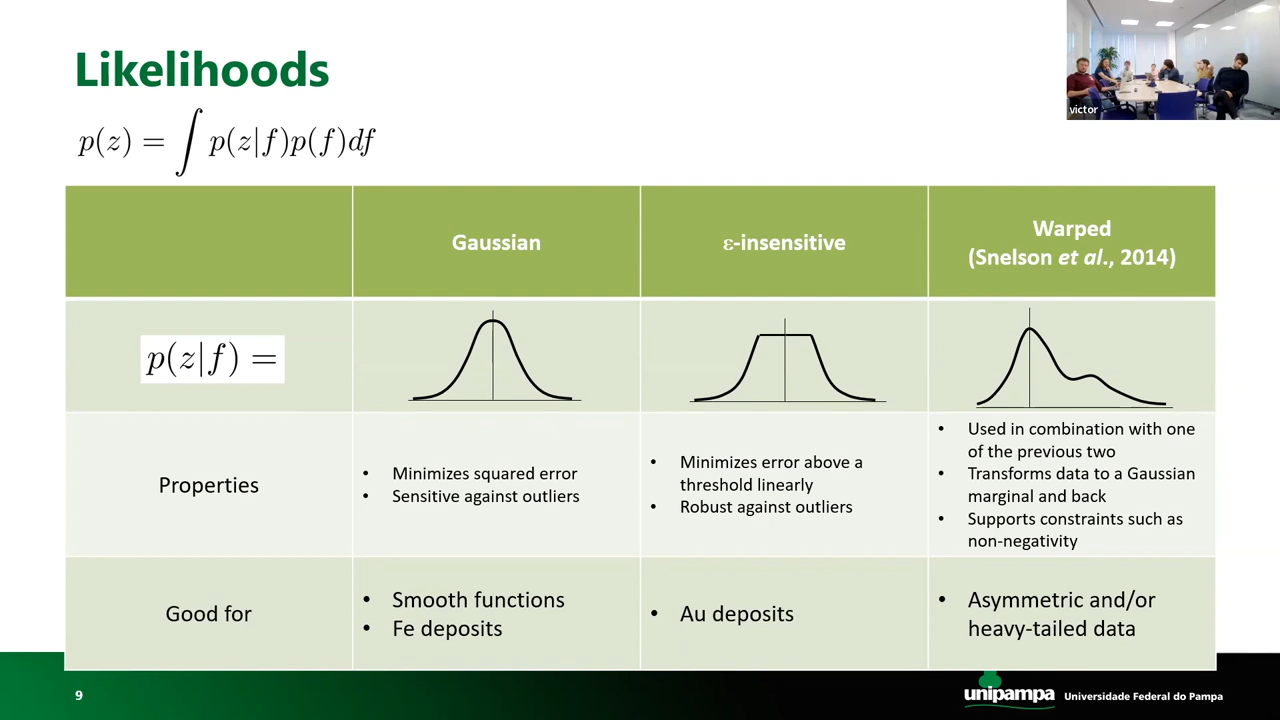 Likelihoods
victor
p(z) = ∫ p(z|f)p(f)df
Gaussian
ε-insensitive
Warped
(Snelson et al., 2014)
p(z|f) =
Properties
• Minimizes squared error
• Sensitive against outliers
• Minimizes error above a
threshold linearly
• Robust against outliers
• Used in combination with one
of the previous two
• Transforms data to a Gaussian
marginal and back
• Supports constraints such as
non-negativity
Good for
• Smooth functions
• Fe deposits
• Au deposits
• Asymmetric and/or
heavy-tailed data
9
unipampa
Universidade Federal do Pampa